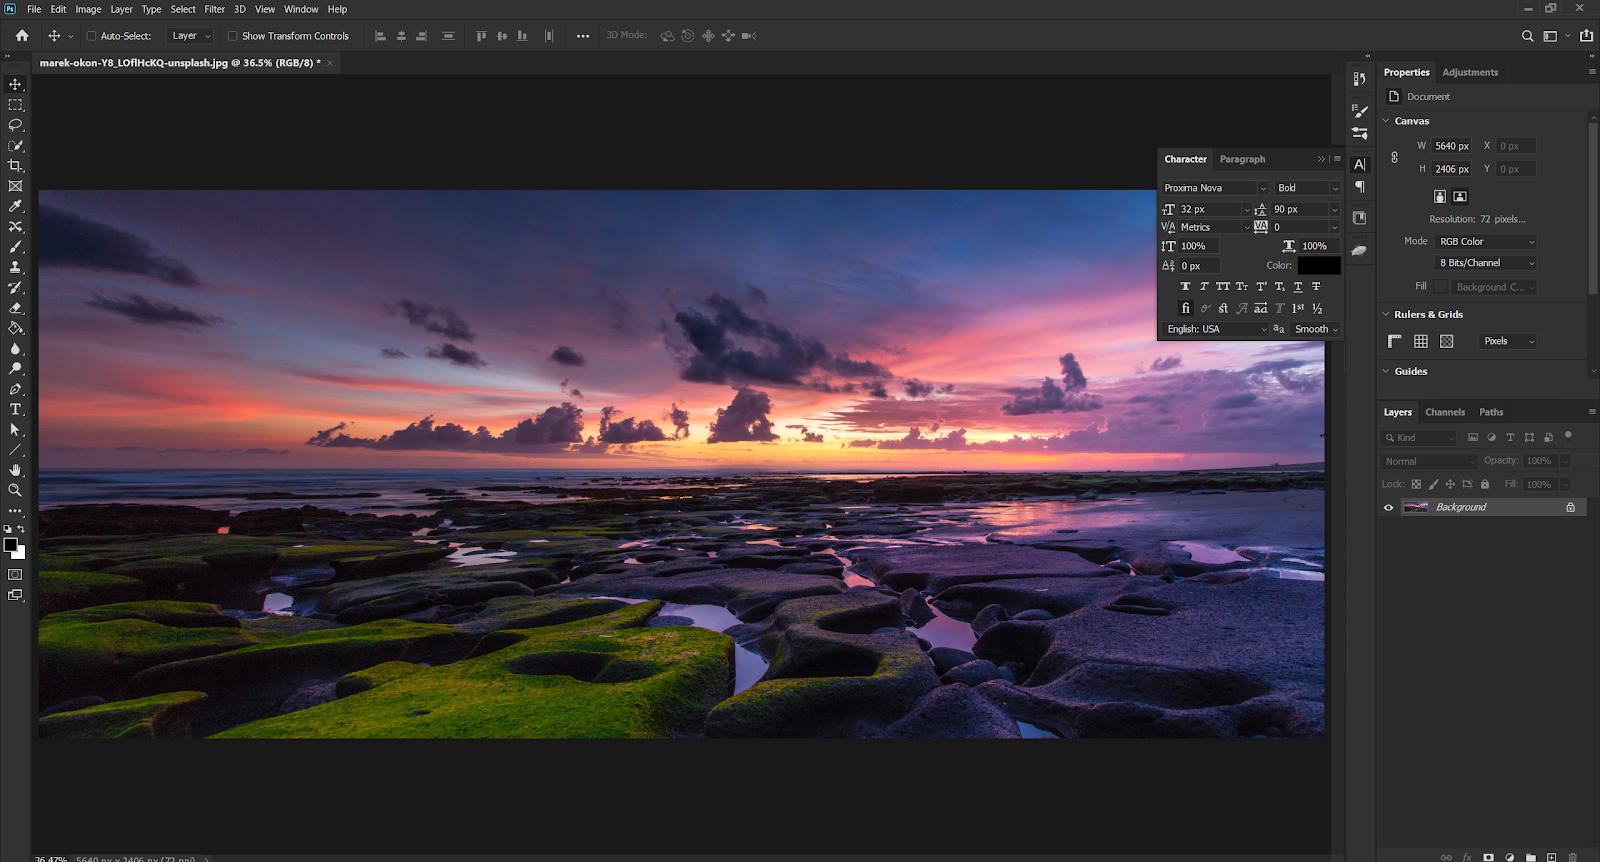 Ps File Edit Image Layer Type Select Filter 3D View Window Help
Auto-Select: Layer Show Transform Controls 3D Mode:
marek-okon-Y8_LOflHcKQ-unsplash.jpg @ 36.5% (RGB/8) * ×
Properties Adjustments
Document
Canvas
W 5640 px X 0 px
H 2406 px Y 0 px
Resolution: 72 pixels...
Mode RGB Color
8 Bits/Channel
Fill Background C...
Rulers & Grids
Pixels
Guides
Character Paragraph
Proxima Nova Bold
32 px 90 px
Metrics 0
100% 100%
0 px Color:
English: USA aa Smooth
Layers Channels Paths
Kind
Normal Opacity: 100%
Lock: Fill: 100%
Background
36.47% 5640 px x 2406 px (72 ppi)